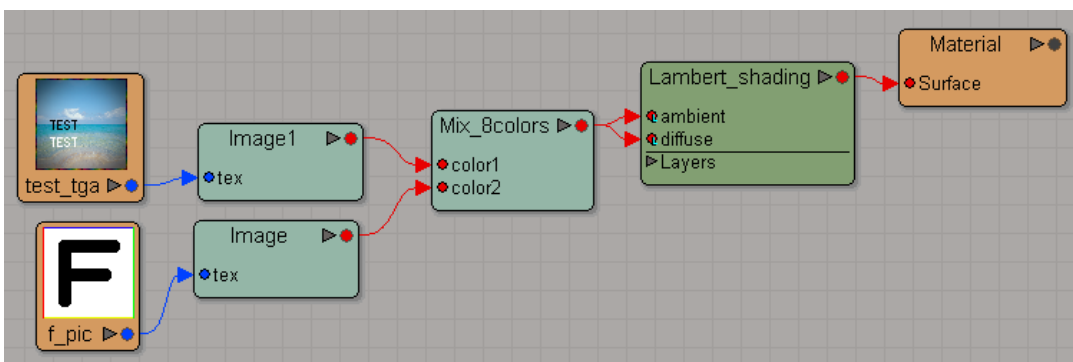 TEST
TEST
test_tga
Image1
tex
F
f_pic
Image
tex
Mix_8colors
color1
color2
Lambert_shading
ambient
diffuse
Layers
Material
Surface